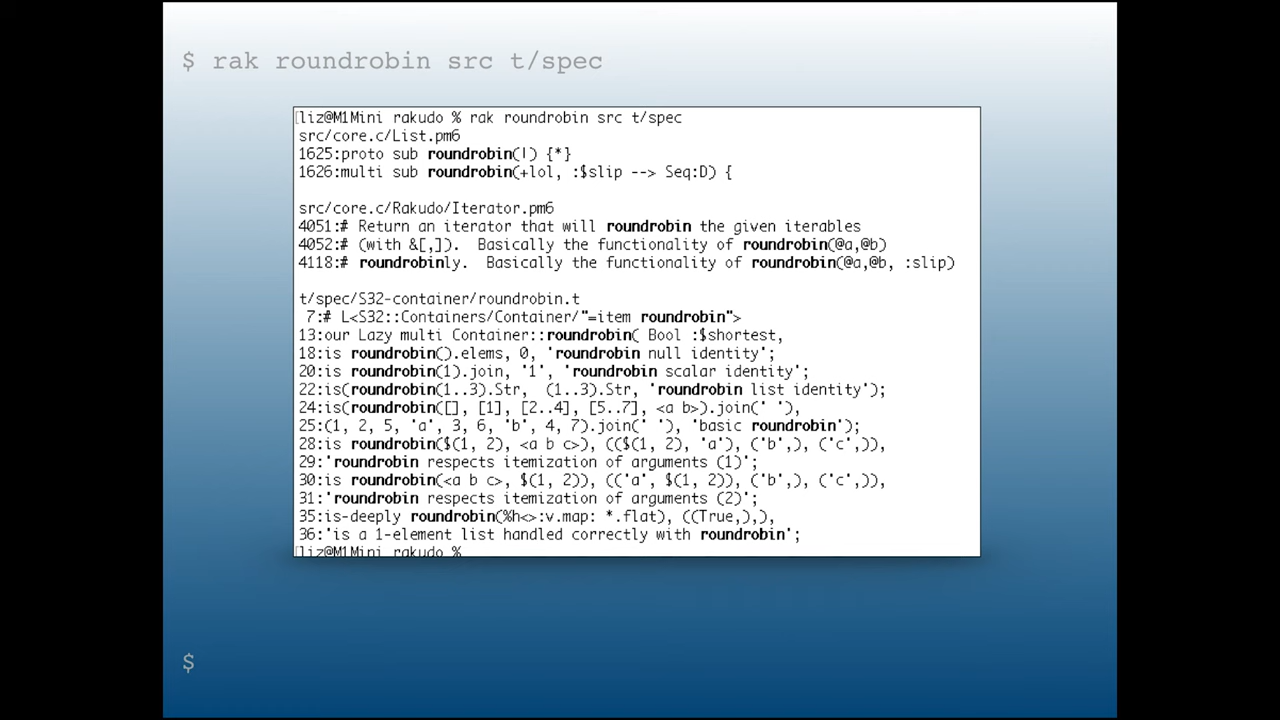 $ rak roundrobin src t/spec
[liz@M1Mini rakudo % rak roundrobin src t/spec
src/core.c/List.pm6
1625:proto sub roundrobin(|) {*}
1626:multi sub roundrobin(+lol, :$slip --> Seq:D) {
src/core.c/Rakudo/Iterator.pm6
4051:# Return an iterator that will roundrobin the given iterables
4052:# (with &[,]).  Basically the functionality of roundrobin(@a,@b)
4118:# roundrobinly.  Basically the functionality of roundrobin(@a,@b, :slip)
t/spec/S32-container/roundrobin.t
7:# L<S32::Containers/Container/"=item roundrobin">
13:our Lazy multi Container::roundrobin( Bool :$shortest,
18:is roundrobin().elems, 0, 'roundrobin null identity';
20:is roundrobin(1).join, '1', 'roundrobin scalar identity';
22:is(roundrobin(1..3).Str,  (1..3).Str, 'roundrobin list identity');
24:is(roundrobin([], [1], [2..4], [5..7], <a b>).join(' '),
25:(1, 2, 5, 'a', 3, 6, 'b', 4, 7).join(' '), 'basic roundrobin');
28:is roundrobin($(1, 2), <a b c>), (($(1, 2), 'a'), ('b',), ('c',)),
29:'roundrobin respects itemization of arguments (1)';
30:is roundrobin(<a b c>, $(1, 2)), (('a', $(1, 2)), ('b',), ('c',)),
31:'roundrobin respects itemization of arguments (2)';
35:is-deeply roundrobin(%h<>:v.map: *.flat), ((True,),),
36:'is a 1-element list handled correctly with roundrobin';
[liz@M1Mini rakudo %
$